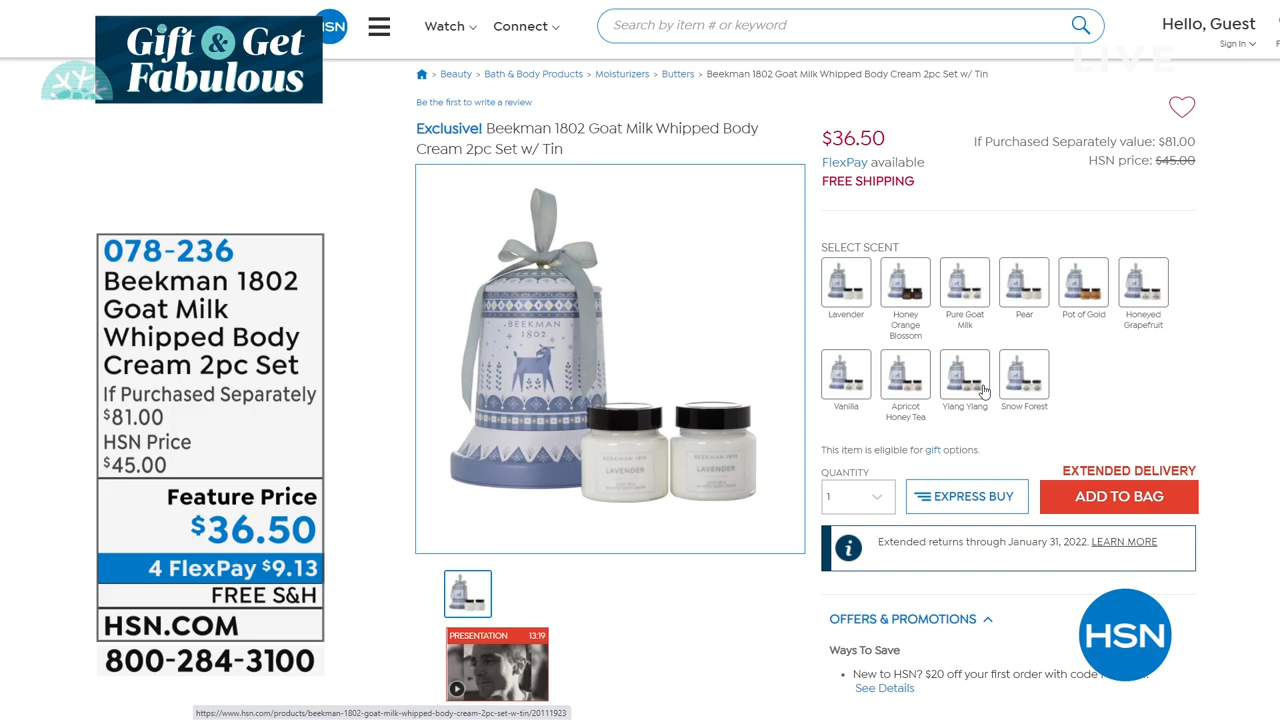 Gift & Get
Fabulous
HSN
Watch
Connect
Search by item # or keyword
Hello, Guest
Sign In
LIVE
Beauty > Bath & Body Products > Moisturizers > Butters > Beekman 1802 Goat Milk Whipped Body Cream 2pc Set w/ Tin
Be the first to write a review
Exclusive! Beekman 1802 Goat Milk Whipped Body
Cream 2pc Set w/ Tin
$36.50
If Purchased Separately value: $81.00
HSN price: $45.00
FlexPay available
FREE SHIPPING
078-236
Beekman 1802
Goat Milk
Whipped Body
Cream 2pc Set
If Purchased Separately
$81.00
HSN Price
$45.00
Feature Price
$36.50
4 FlexPay $9.13
FREE S&H
HSN.COM
800-284-3100
BEEKMAN
1802
BEEKMAN 1802
LAVENDER
BEEKMAN 1802
LAVENDER
PRESENTATION 13:19
SELECT SCENT
Lavender
Honey
Orange
Blossom
Pure Goat
Milk
Pear
Pot of Gold
Honeyed
Grapefruit
Vanilla
Apricot
Honey Tea
Ylang Ylang
Snow Forest
This item is eligible for gift options.
QUANTITY
1
EXPRESS BUY
EXTENDED DELIVERY
ADD TO BAG
Extended returns through January 31, 2022. LEARN MORE
OFFERS & PROMOTIONS
Ways To Save
New to HSN? $20 off your first order with code
See Details
HSN
https://www.hsn.com/products/beekman-1802-goat-milk-whipped-body-cream-2pc-set-w-tin/20111923